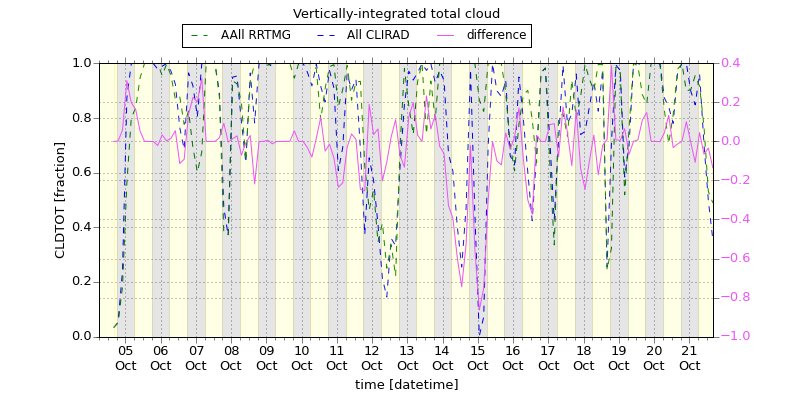 Vertically-integrated total cloud
AAll RRTMG All CLIRAD difference
1.0 0.8 0.6 0.4 0.2 0.0
CLDTOT [fraction]
0.4 0.2 0.0 −0.2 −0.4 −0.6 −0.8 −1.0
05 06 07 08 09 10 11 12 13 14 15 16 17 18 19 20 21
Oct Oct Oct Oct Oct Oct Oct Oct Oct Oct Oct Oct Oct Oct Oct Oct Oct
time [datetime]